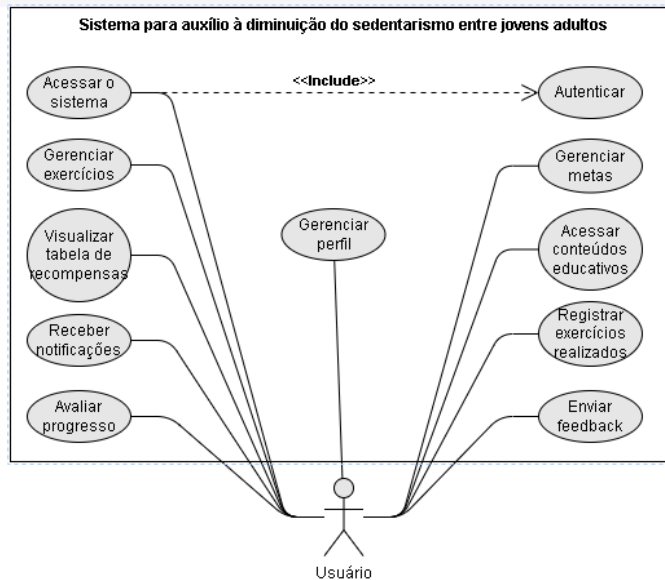 Sistema para auxílio à diminuição do sedentarismo entre jovens adultos
Acessar o
sistema
<<Include>>
Autenticar
Gerenciar
exercícios
Gerenciar
metas
Visualizar
tabela de
recompensas
Gerenciar
perfil
Acessar
conteúdos
educativos
Receber
notificações
Registrar
exercícios
realizados
Avaliar
progresso
Enviar
feedback
Usuário